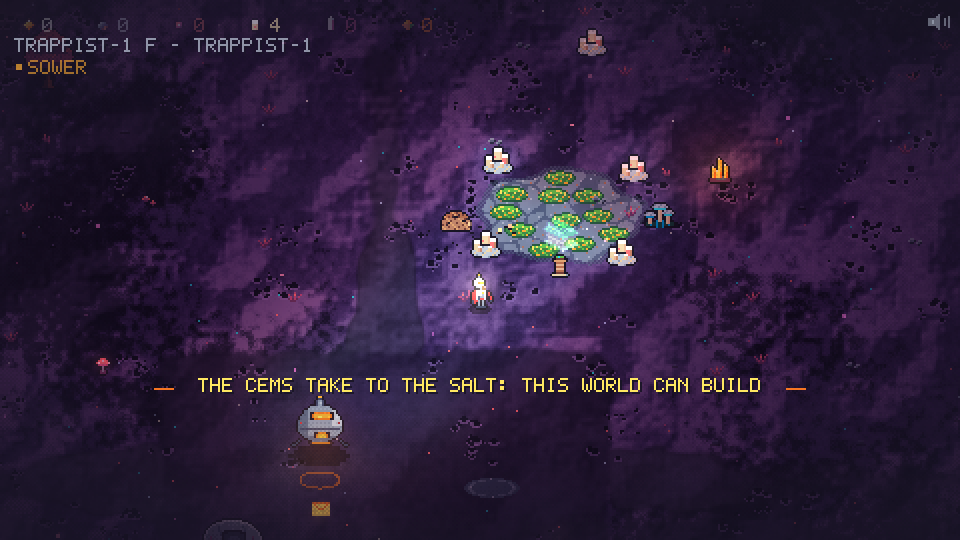 0 0 0 4 0 0
TRAPPIST-1 F - TRAPPIST-1
SOWER
THE CEMS TAKE TO THE SALT: THIS WORLD CAN BUILD